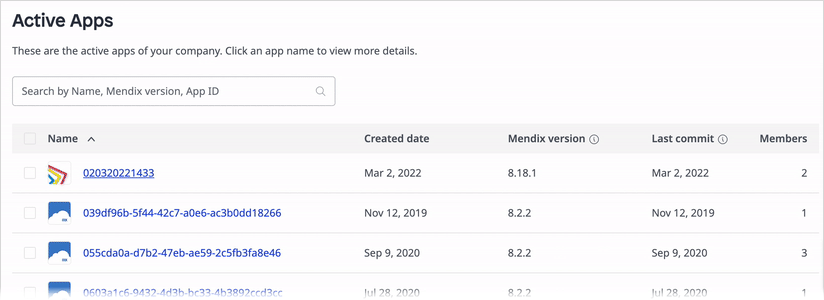 Active Apps
These are the active apps of your company. Click an app name to view more details.
Search by Name, Mendix version, App ID
Name Created date Mendix version Last commit Members
020320221433 Mar 2, 2022 8.18.1 Mar 2, 2022 2
039df96b-5f44-42c7-a0e6-ac3b0dd18266 Nov 12, 2019 8.2.2 Nov 12, 2019 1
055cda0a-d7b2-47eb-ae59-2c5fb3fa8e46 Sep 9, 2020 8.2.2 Sep 9, 2020 3
0603a1c6-9432-4d3b-bc33-4b3892ccd3cc Jul 28, 2020 8.2.2 Jul 28, 2020 1